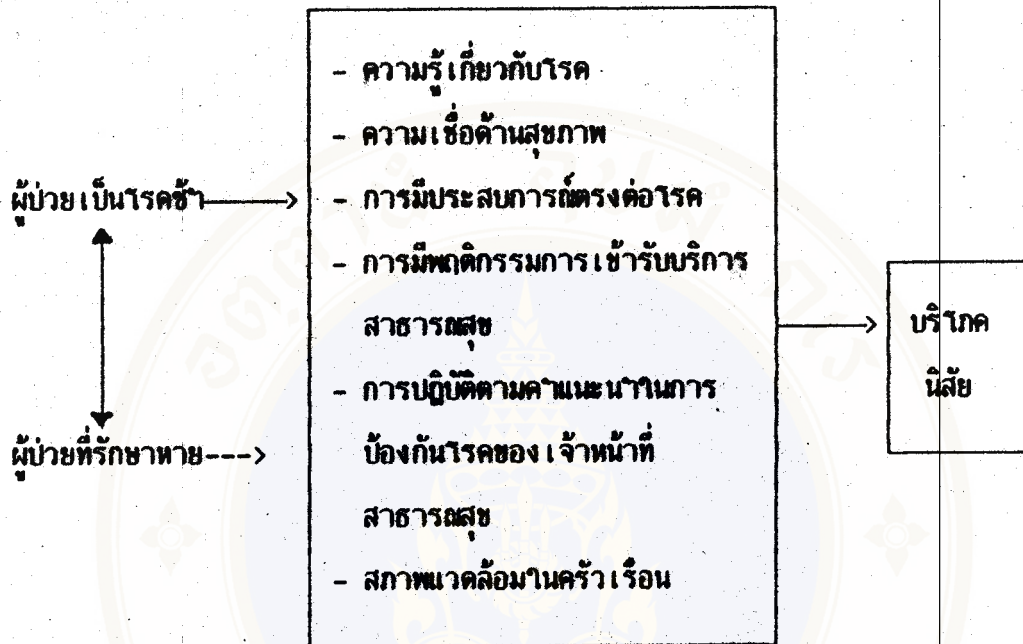 - ความรู้เกี่ยวกับโรค
- ความเชื่อด้านสุขภาพ
ผู้ป่วยเป็นโรคซ้ำ
- การมีประสบการณ์ตรงต่อโรค
- การมีพฤติกรรมการเข้ารับบริการ
สาธารณสุข
บริโภค
นิสัย
- การปฏิบัติตามคำแนะนำในการ
ผู้ป่วยที่รักษาหาย
ป้องกันโรคของเจ้าหน้าที่
สาธารณสุข
- สภาพแวดล้อมในครัวเรือน